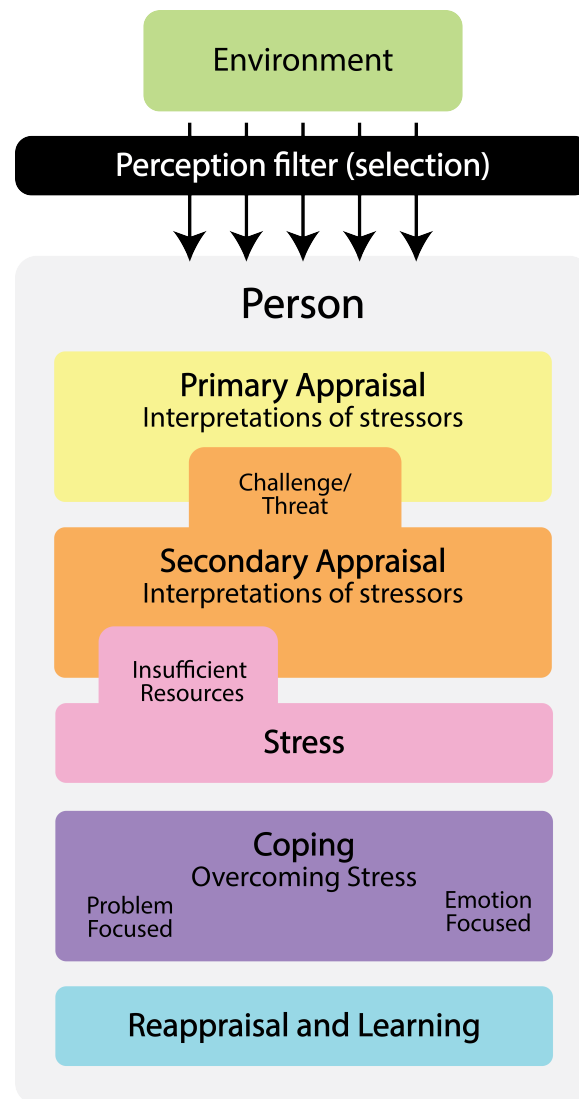 Environment
Perception filter (selection)
Person
Primary Appraisal
Interpretations of stressors
Challenge/
Threat
Secondary Appraisal
Interpretations of stressors
Insufficient
Resources
Stress
Coping
Overcoming Stress
Problem
Focused
Emotion
Focused
Reappraisal and Learning